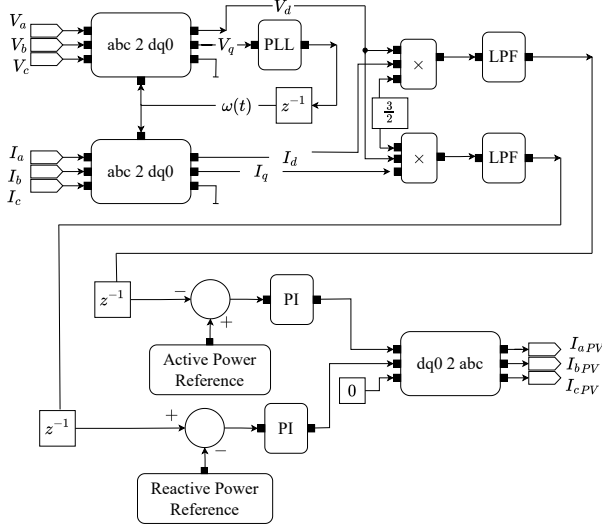 V_a
V_b
V_c
abc 2 dq0
V_d
V_q
PLL
ω(t)
z^{-1}
×
LPF
3/2
I_a
I_b
I_c
abc 2 dq0
I_d
I_q
×
LPF
z^{-1}
−
+
PI
Active Power
Reference
dq0 2 abc
0
I_{aPV}
I_{bPV}
I_{cPV}
z^{-1}
+
−
PI
Reactive Power
Reference